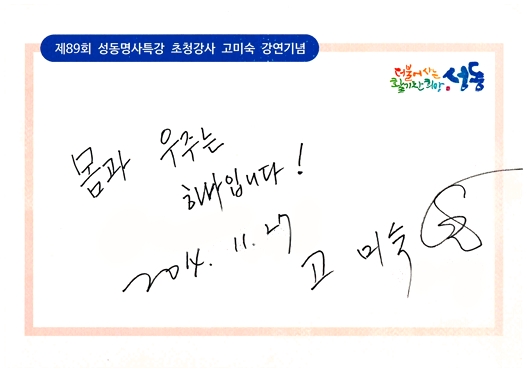 제89회 성동명사특강 초청강사 고미숙 강연기념
더불어사는
활기찬희망 성동
몸과 우주는
하나입니다!
2014. 11. 27
고 미숙